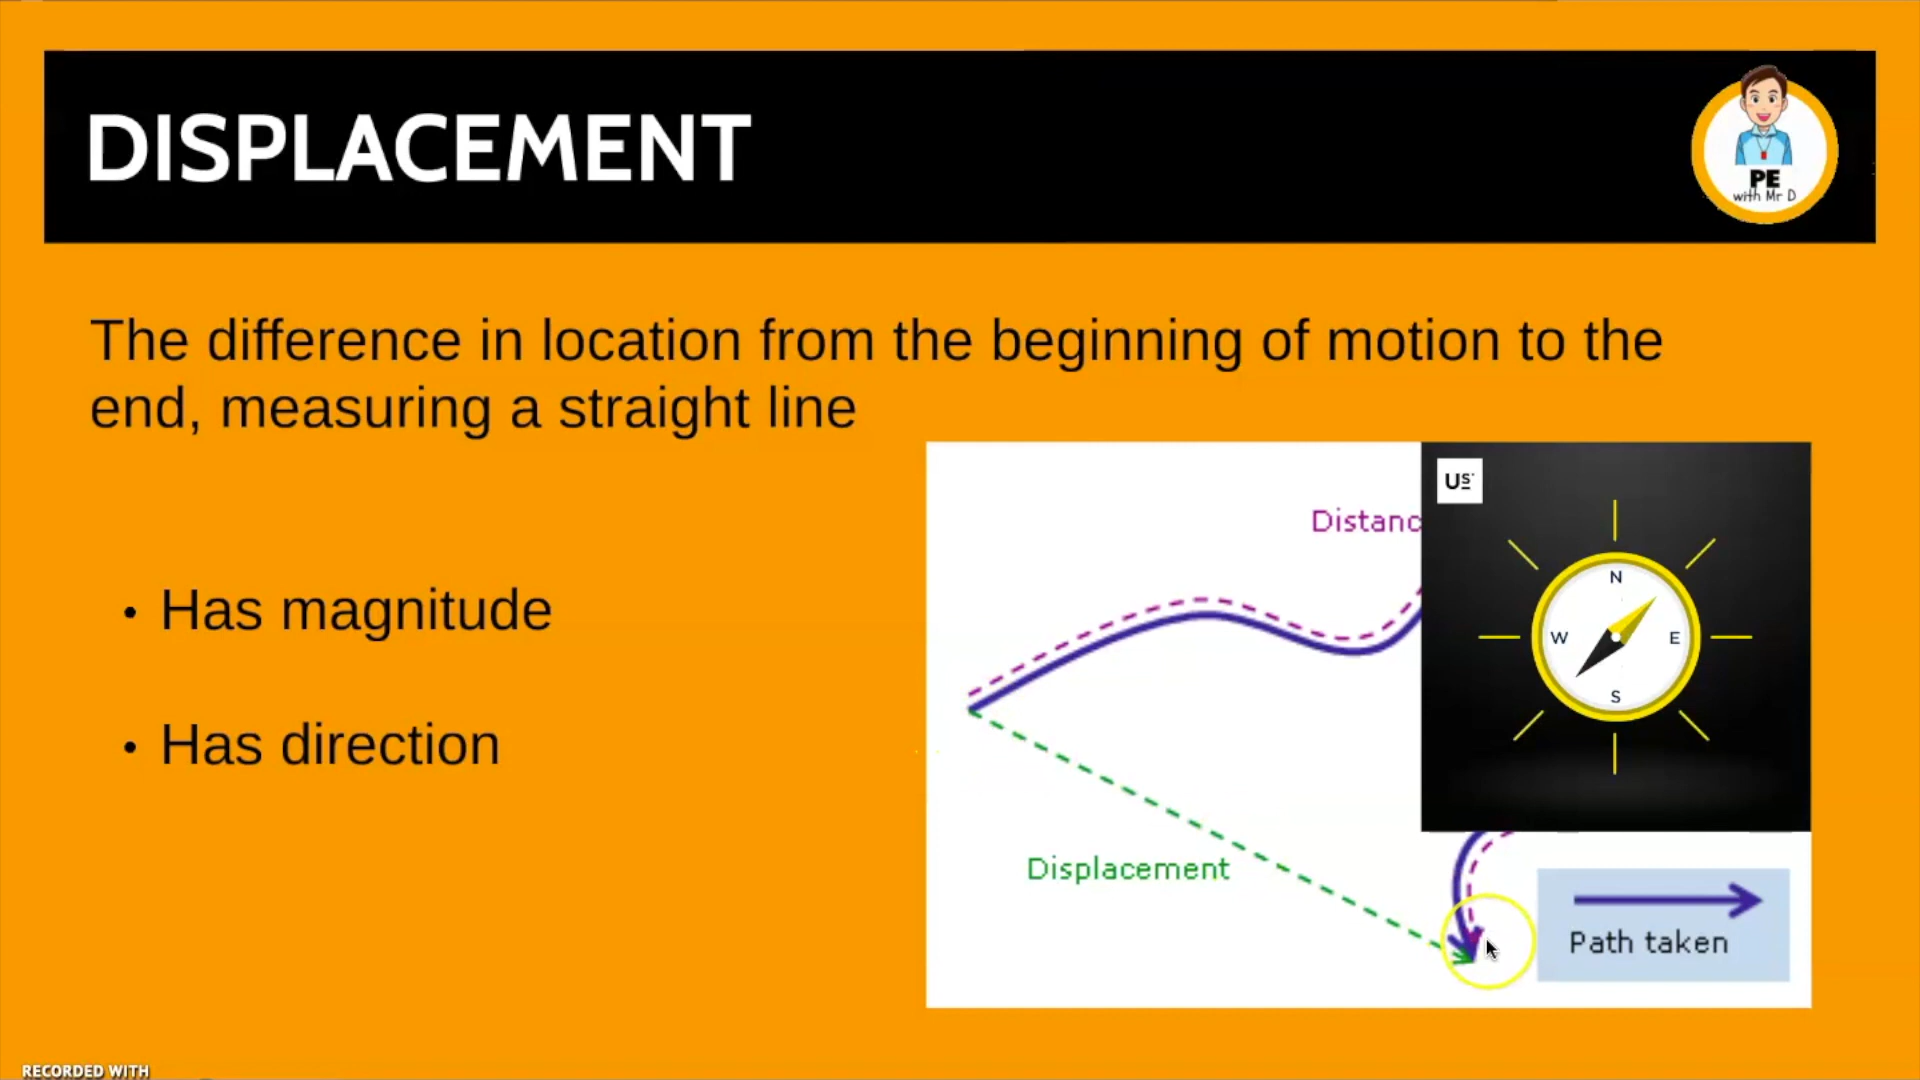 DISPLACEMENT
PE
with Mr D
The difference in location from the beginning of motion to the
end, measuring a straight line
• Has magnitude
• Has direction
Distanc
US
N
W
E
S
Displacement
Path taken
RECORDED WITH